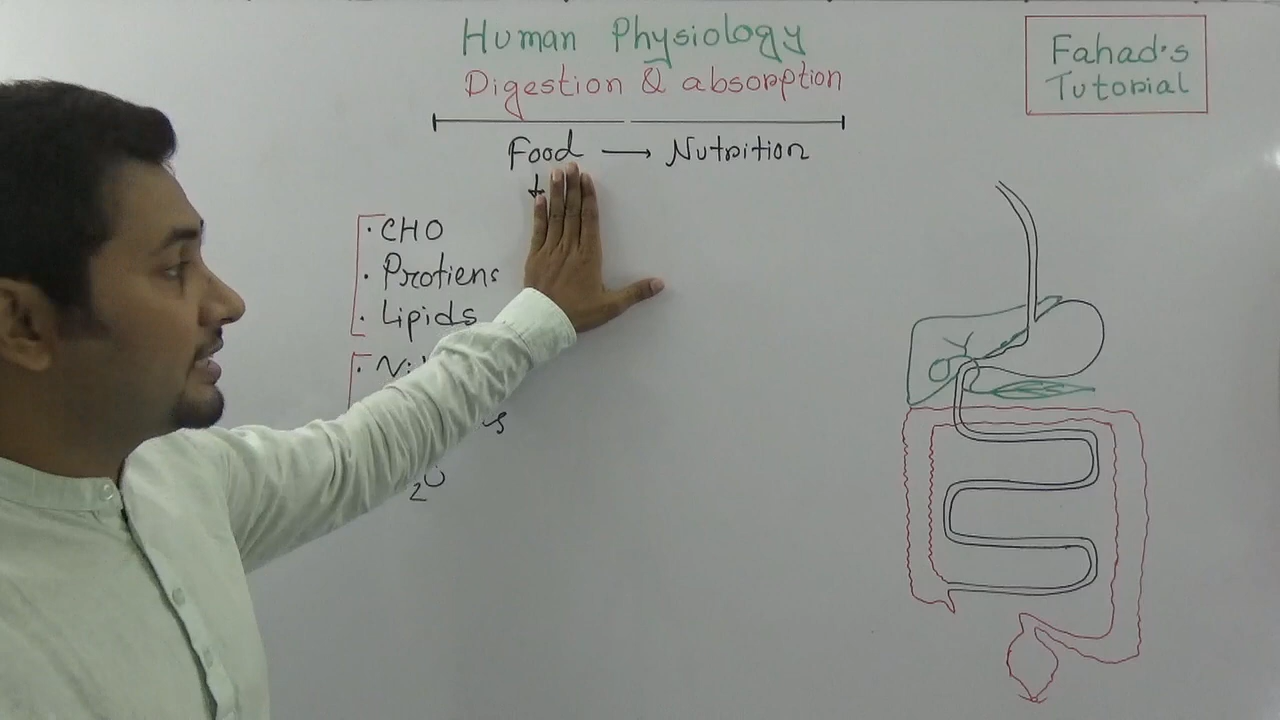 Human Physiology
Digestion & absorption
Fahad's
Tutorial
Food → Nutrition
• CHO
• Protiens
• Lipids